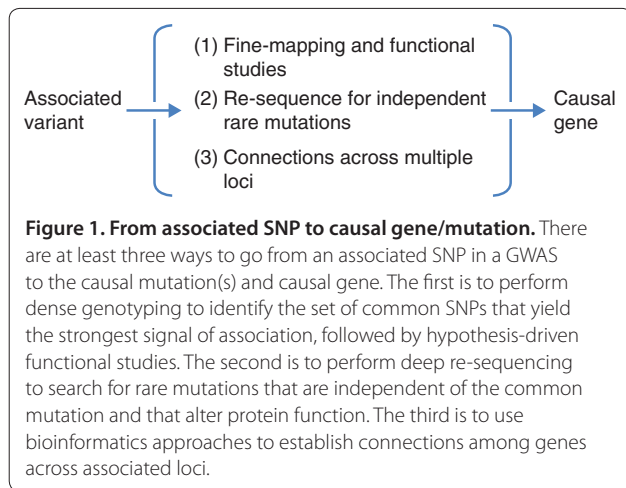 (1) Fine-mapping and functional
studies
Associated
variant
(2) Re-sequence for independent
rare mutations
Causal
gene
(3) Connections across multiple
loci
Figure 1. From associated SNP to causal gene/mutation. There
are at least three ways to go from an associated SNP in a GWAS
to the causal mutation(s) and causal gene. The first is to perform
dense genotyping to identify the set of common SNPs that yield
the strongest signal of association, followed by hypothesis-driven
functional studies. The second is to perform deep re-sequencing
to search for rare mutations that are independent of the common
mutation and that alter protein function. The third is to use
bioinformatics approaches to establish connections among genes
across associated loci.